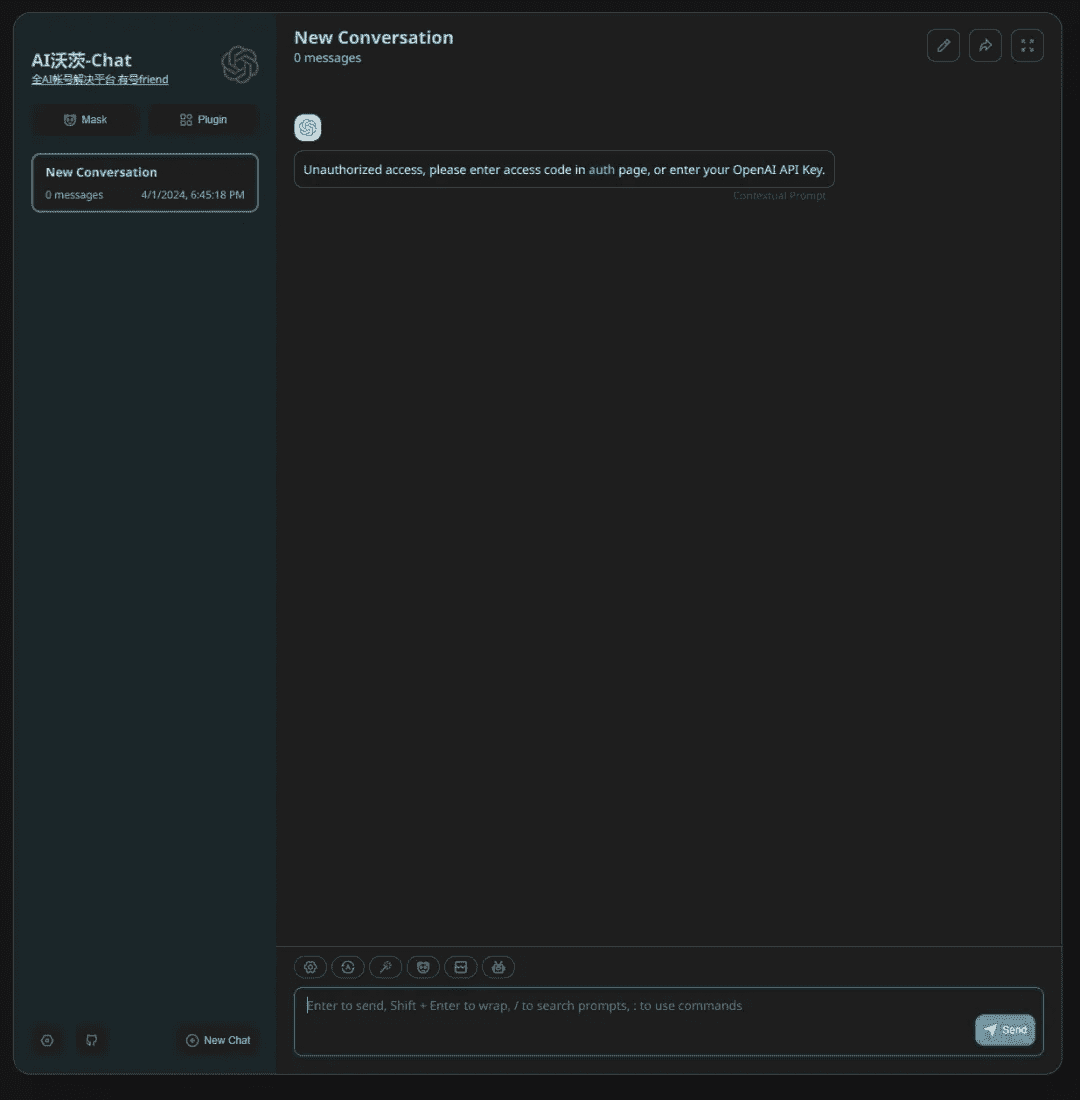 AI沃茨-Chat
全AI帐号解决平台 有号friend
Mask
Plugin
New Conversation
0 messages
4/1/2024, 6:45:18 PM
New Chat
New Conversation
0 messages
Unauthorized access, please enter access code in auth page, or enter your OpenAI API Key.
Contextual Prompt
Enter to send, Shift + Enter to wrap, / to search prompts, : to use commands
Send